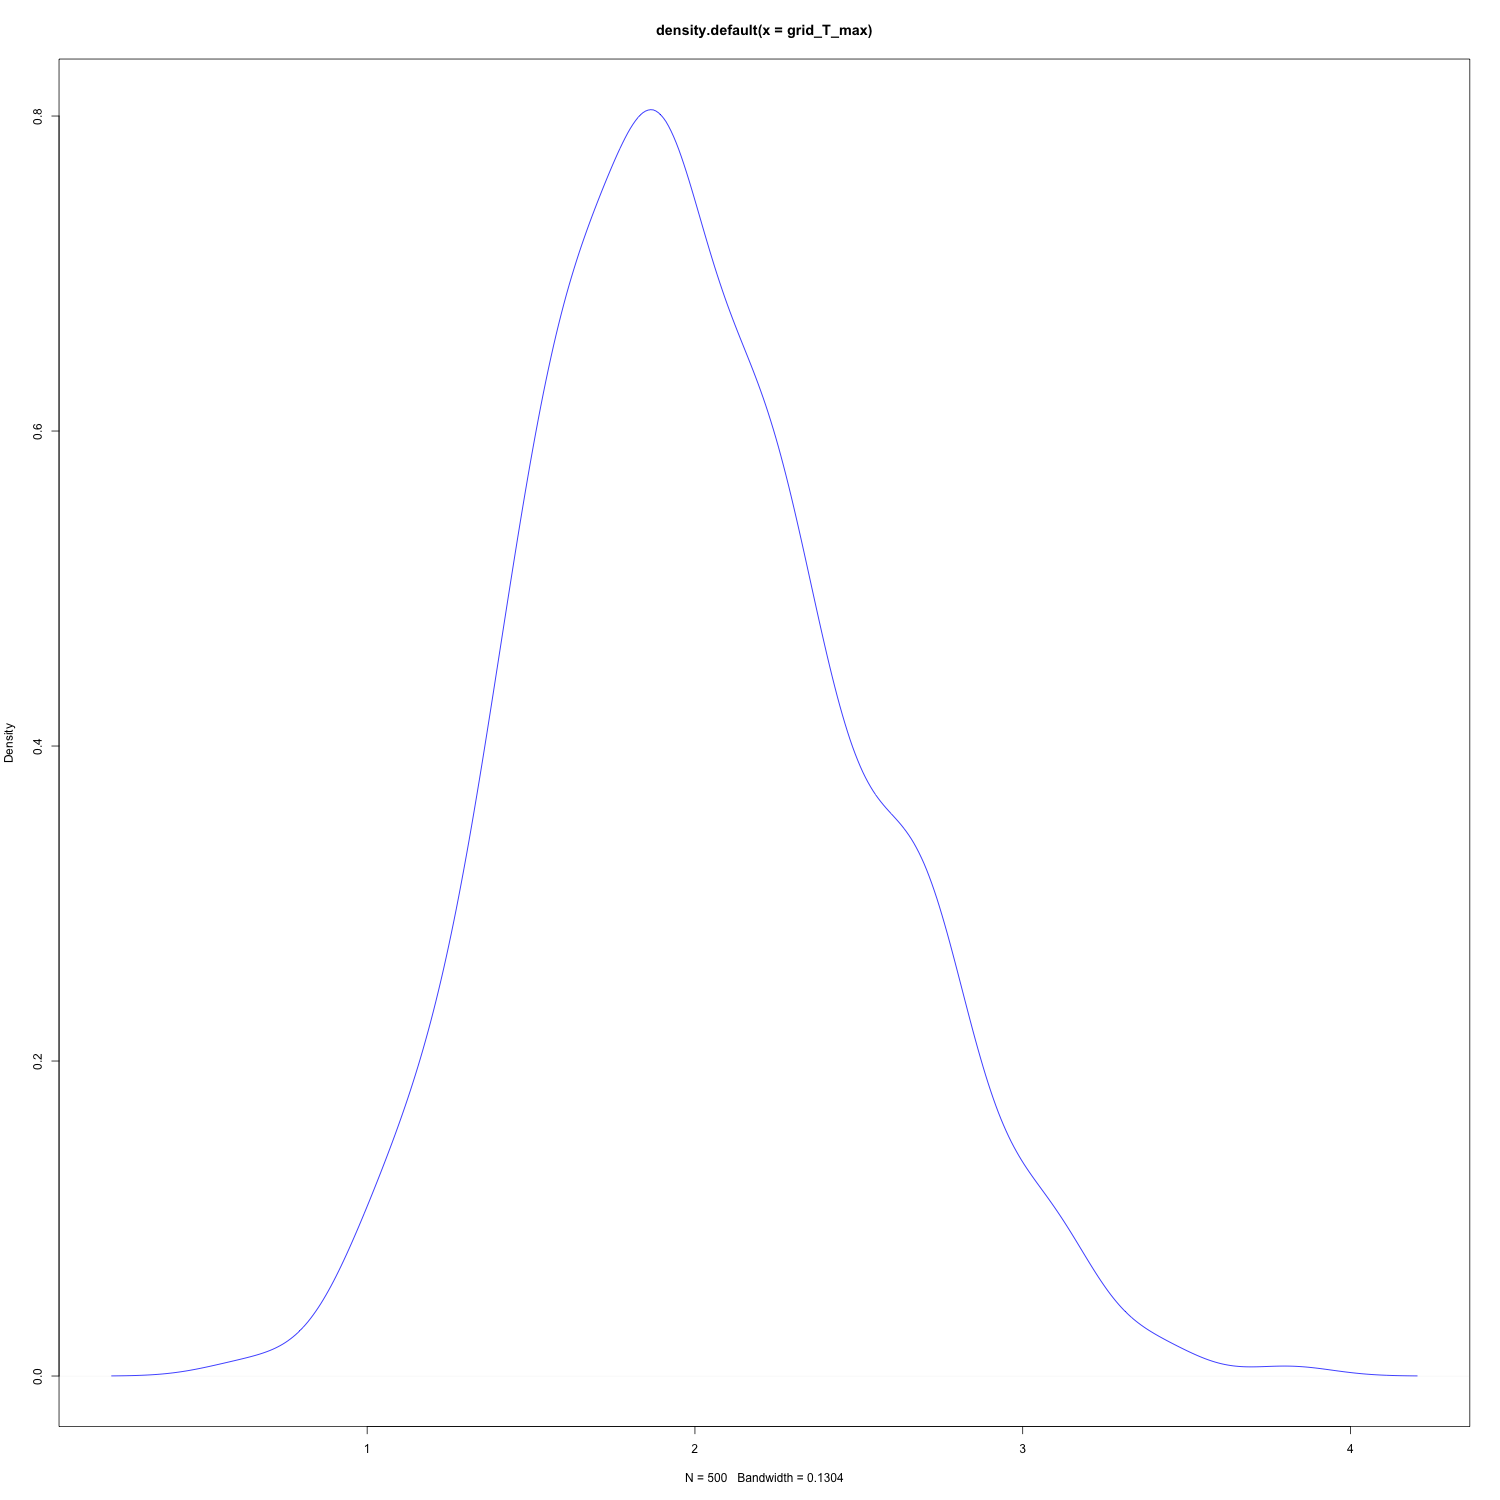 density.default(x = grid_T_max)
Density
0.8
0.6
0.4
0.2
0.0
1 2 3 4
N = 500 Bandwidth = 0.1304